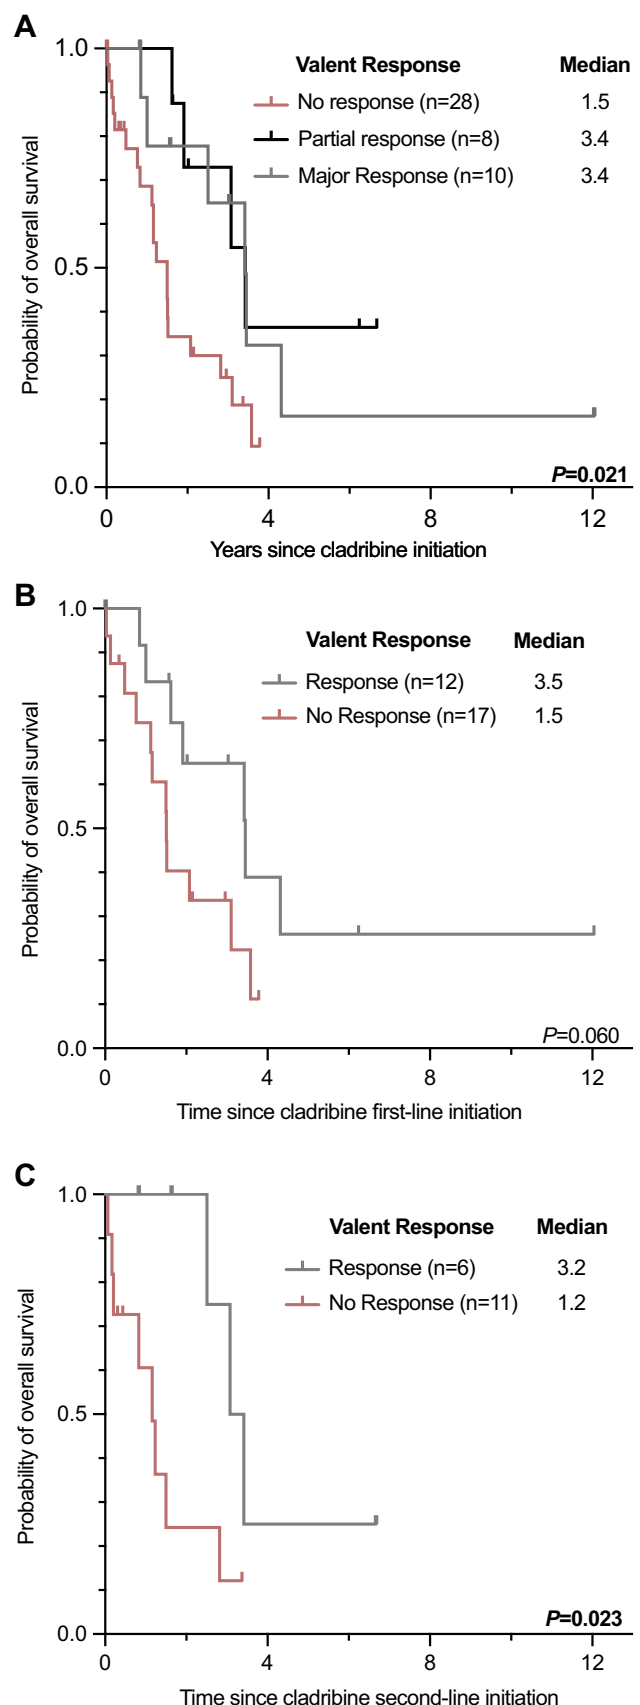 A
Valent Response Median
No response (n=28) 1.5
Partial response (n=8) 3.4
Major Response (n=10) 3.4
Probability of overall survival
1.0
0.5
0.0
P=0.021
0 4 8 12
Years since cladribine initiation
B
Valent Response Median
Response (n=12) 3.5
No Response (n=17) 1.5
Probability of overall survival
1.0
0.5
0.0
P=0.060
0 4 8 12
Time since cladribine first-line initiation
C
Valent Response Median
Response (n=6) 3.2
No Response (n=11) 1.2
Probability of overall survival
1.0
0.5
0.0
P=0.023
0 4 8 12
Time since cladribine second-line initiation